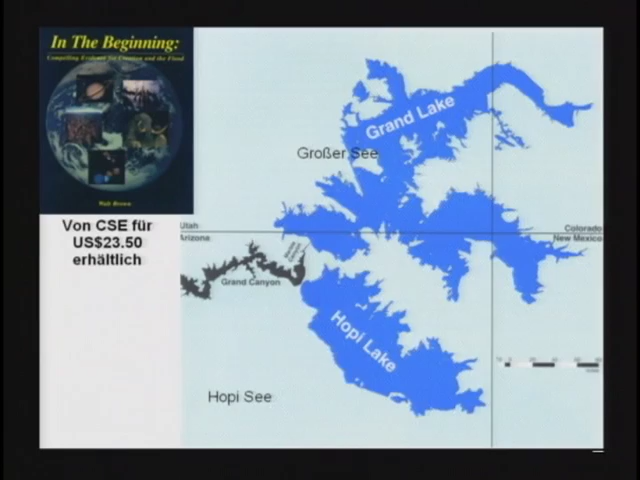 In The Beginning:
Compelling Evidence for Creation and the Flood
Walt Brown
Von CSE für
US$23.50
erhältlich
Grand Lake
Großer See
Utah
Arizona
Colorado
New Mexico
Grand Canyon
Hopi Lake
Hopi See